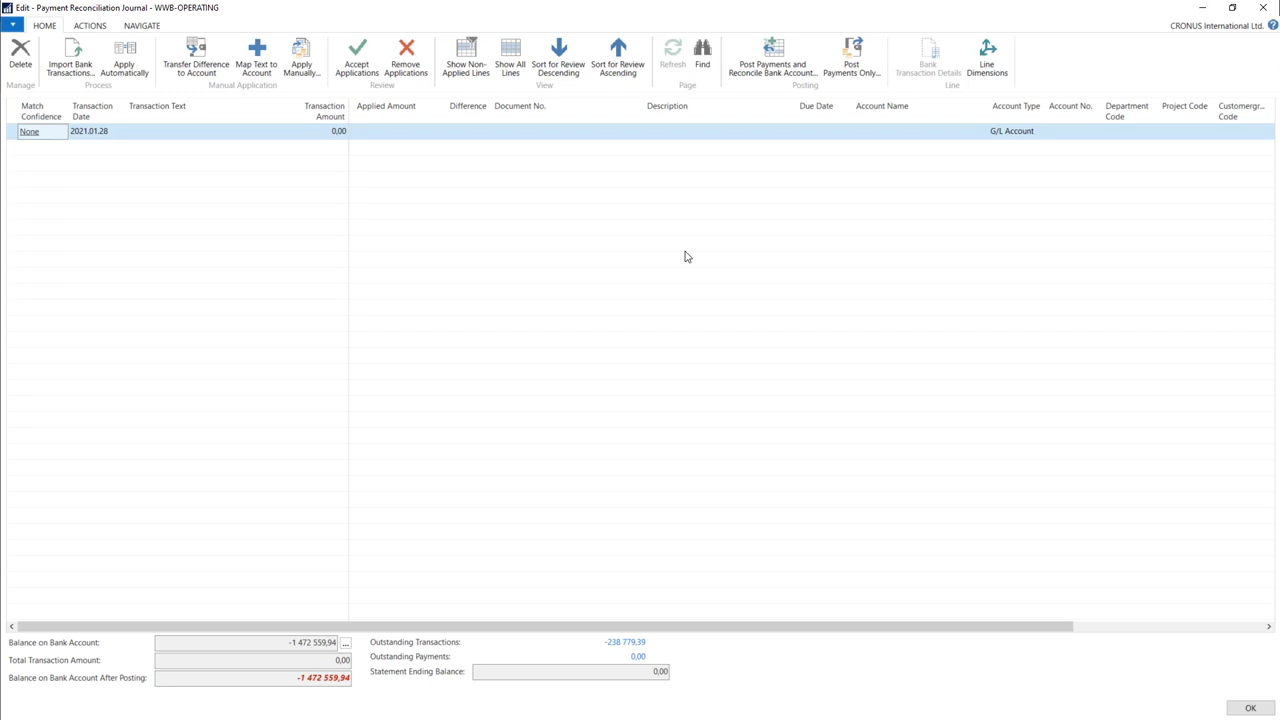 Edit - Payment Reconciliation Journal - WWB-OPERATING
HOME ACTIONS NAVIGATE CRONUS International Ltd. ?
Delete
Import Bank Transactions...
Apply Automatically
Transfer Difference to Account
Map Text to Account
Apply Manually...
Accept Applications
Remove Applications
Show Non-Applied Lines
Show All Lines
Sort for Review Descending
Sort for Review Ascending
Refresh
Find
Post Payments and Reconcile Bank Account...
Post Payments Only...
Bank Transaction Details
Line Dimensions
Manage Process Manual Application Review View Page Posting Line
Match Confidence
Transaction Date
Transaction Text
Transaction Amount
Applied Amount
Difference
Document No.
Description
Due Date
Account Name
Account Type
Account No.
Department Code
Project Code
Customergr... Code
None 2021.01.28 0,00 G/L Account
Balance on Bank Account: -1 472 559,94 ...
Total Transaction Amount: 0,00
Balance on Bank Account After Posting: -1 472 559,94
Outstanding Transactions: -238 779,39
Outstanding Payments: 0,00
Statement Ending Balance: 0,00
OK